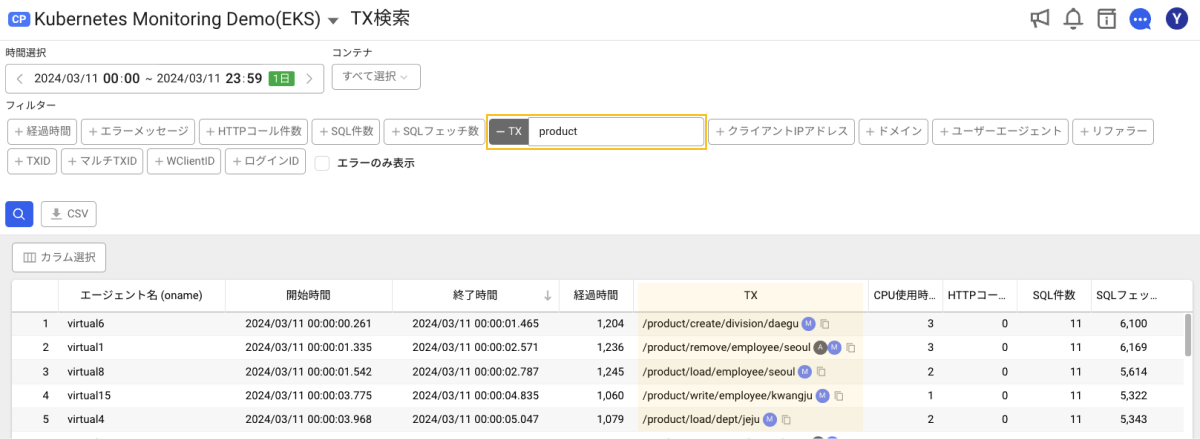 CP Kubernetes Monitoring Demo(EKS) TX検索 Y
時間選択 コンテナ
2024/03/11 00:00 ~ 2024/03/11 23:59 1日 すべて選択
フィルター
+ 経過時間 + エラーメッセージ + HTTPコール件数 + SQL件数 + SQLフェッチ数 − TX product + クライアントIPアドレス + ドメイン + ユーザーエージェント + リファラー
+ TXID + マルチTXID + WClientID + ログインID エラーのみ表示
CSV
カラム選択
エージェント名 (oname) 開始時間 終了時間 ↓ 経過時間 TX CPU使用時... HTTPコー... SQL件数 SQLフェッ...
1 virtual6 2024/03/11 00:00:00.261 2024/03/11 00:00:01.465 1,204 /product/create/division/daegu M 3 0 11 6,100
2 virtual1 2024/03/11 00:00:01.335 2024/03/11 00:00:02.571 1,236 /product/remove/employee/seoul A M 3 0 11 6,169
3 virtual8 2024/03/11 00:00:01.542 2024/03/11 00:00:02.787 1,245 /product/load/employee/seoul M 2 0 11 5,614
4 virtual15 2024/03/11 00:00:03.775 2024/03/11 00:00:04.835 1,060 /product/write/employee/kwangju M 1 0 11 5,322
5 virtual4 2024/03/11 00:00:03.968 2024/03/11 00:00:05.047 1,079 /product/load/dept/jeju M 2 0 11 5,343